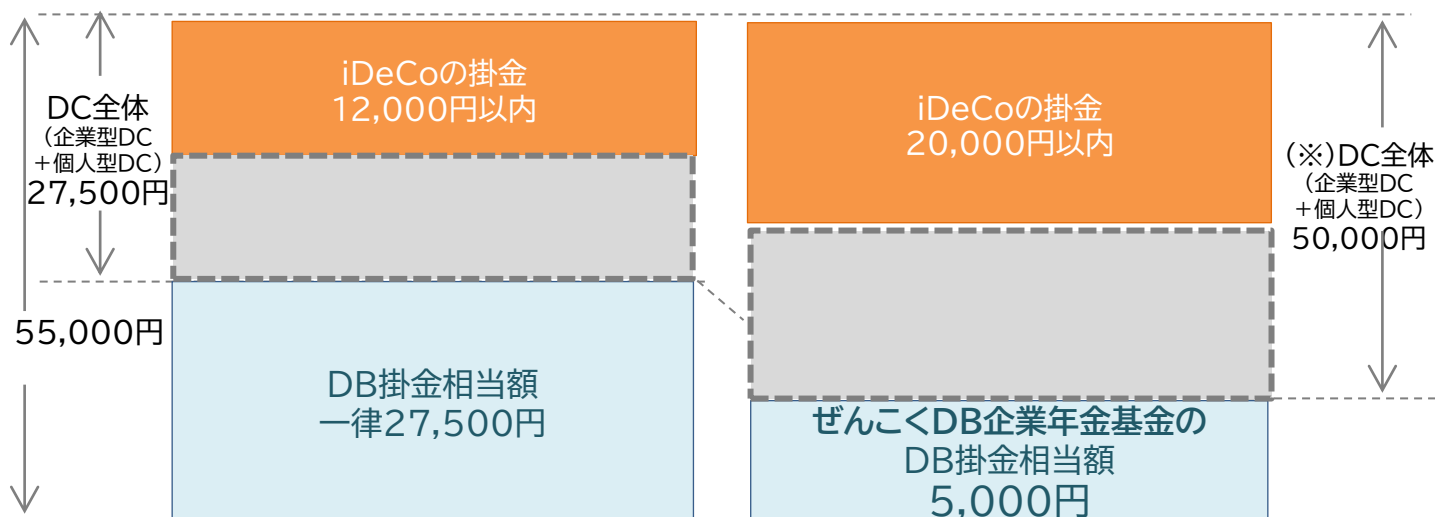 DC全体
(企業型DC
+個人型DC)
27,500円
55,000円
iDeCoの掛金
12,000円以内
DB掛金相当額
一律27,500円
iDeCoの掛金
20,000円以内
ぜんこくDB企業年金基金の
DB掛金相当額
5,000円
(※)DC全体
(企業型DC
+個人型DC)
50,000円